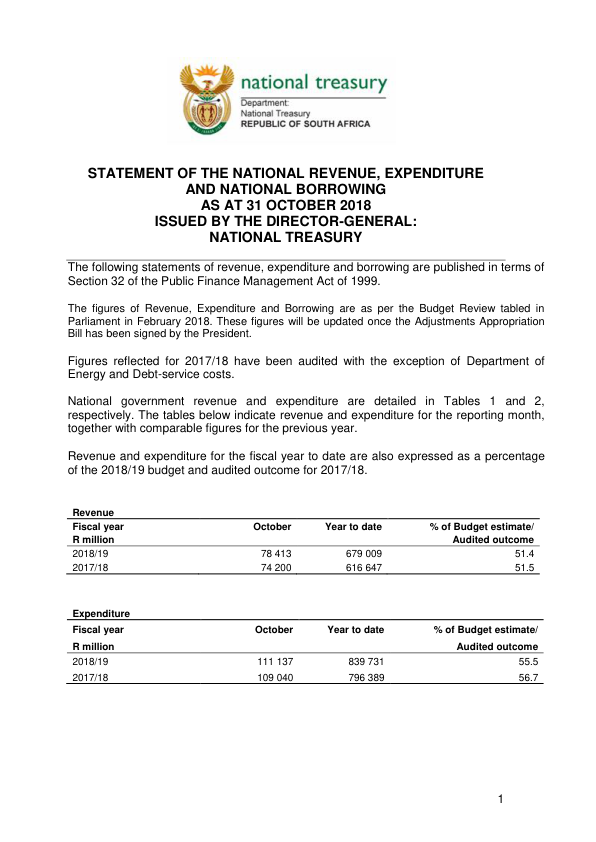 national treasury
Department:
National Treasury
REPUBLIC OF SOUTH AFRICA
STATEMENT OF THE NATIONAL REVENUE, EXPENDITURE
AND NATIONAL BORROWING
AS AT 31 OCTOBER 2018
ISSUED BY THE DIRECTOR-GENERAL:
NATIONAL TREASURY
The following statements of revenue, expenditure and borrowing are published in terms of
Section 32 of the Public Finance Management Act of 1999.
The figures of Revenue, Expenditure and Borrowing are as per the Budget Review tabled in
Parliament in February 2018. These figures will be updated once the Adjustments Appropriation
Bill has been signed by the President.
Figures reflected for 2017/18 have been audited with the exception of Department of
Energy and Debt-service costs.
National government revenue and expenditure are detailed in Tables 1 and 2,
respectively. The tables below indicate revenue and expenditure for the reporting month,
together with comparable figures for the previous year.
Revenue and expenditure for the fiscal year to date are also expressed as a percentage
of the 2018/19 budget and audited outcome for 2017/18.
Revenue
Fiscal year October Year to date % of Budget estimate/
R million Audited outcome
2018/19 78 413 679 009 51.4
2017/18 74 200 616 647 51.5
Expenditure
Fiscal year October Year to date % of Budget estimate/
R million Audited outcome
2018/19 111 137 839 731 55.5
2017/18 109 040 796 389 56.7
1